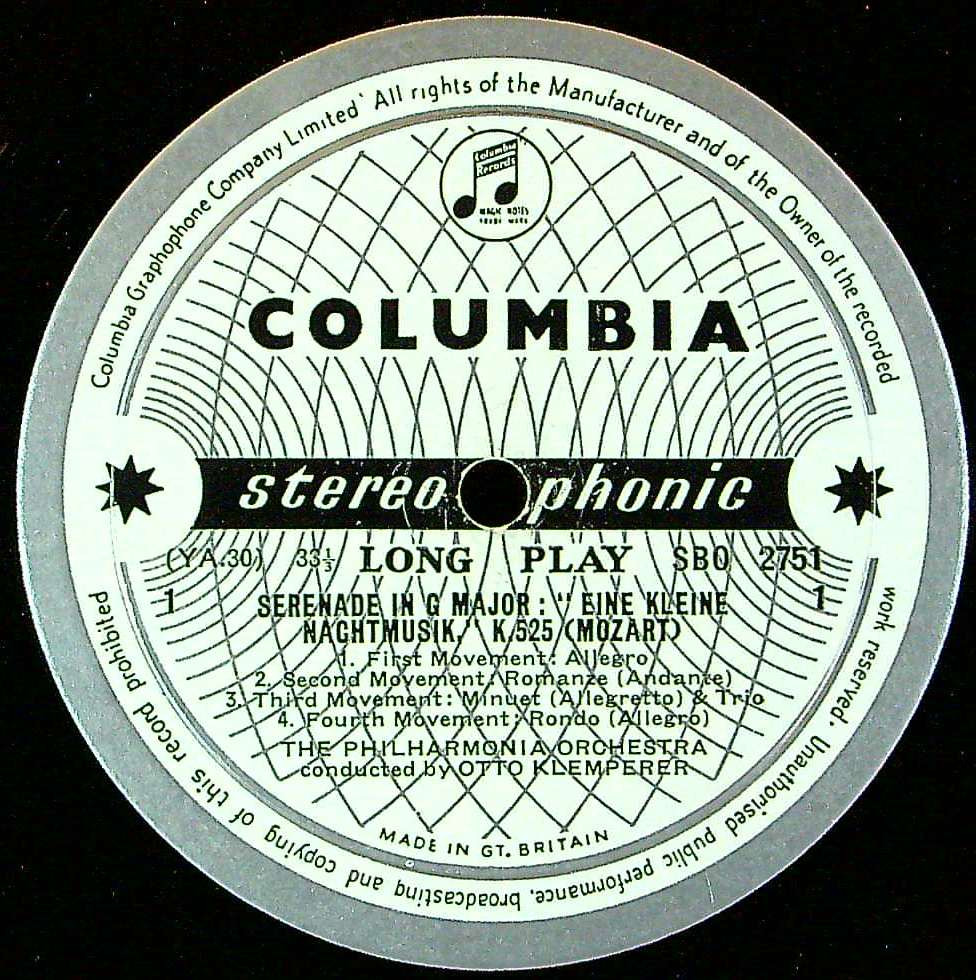 Columbia Graphophone Company Limited· All rights of the Manufacturer and of the Owner of the recorded
work reserved. Unauthorised public performance, broadcasting and copying of this record prohibited
Columbia
Records
MAGIC NOTES
TRADE MARK
COLUMBIA
stereophonic
(YA.30) 33⅓ LONG PLAY SBO 2751
1 1
SERENADE IN G MAJOR: "EINE KLEINE
NACHTMUSIK," K.525 (MOZART)
1. First Movement: Allegro
2. Second Movement: Romanze (Andante)
3. Third Movement: Minuet (Allegretto) & Trio
4. Fourth Movement: Rondo (Allegro)
THE PHILHARMONIA ORCHESTRA
conducted by OTTO KLEMPERER
MADE IN GT. BRITAIN